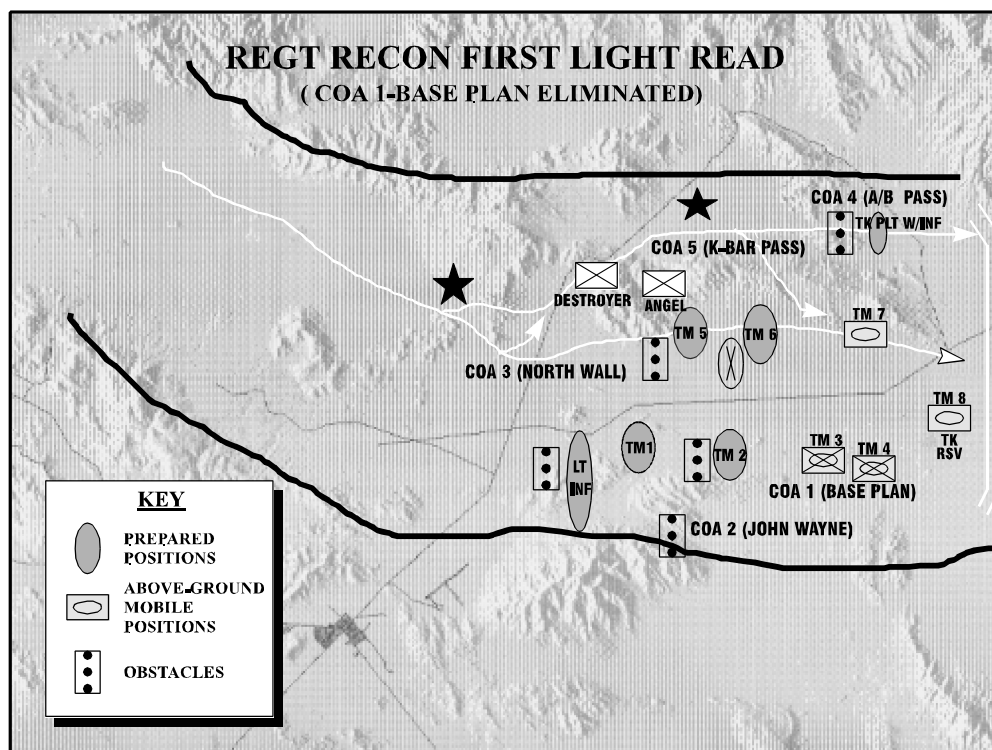 REGT RECON FIRST LIGHT READ
( COA 1-BASE PLAN ELIMINATED)
COA 4 (A/B PASS)
TK PLT W/INF
COA 5 (K-BAR PASS)
DESTROYER
ANGEL
TM 5
TM 6
TM 7
COA 3 (NORTH WALL)
TM 8
TK
RSV
LT
INF
TM1
TM 2
TM 3
TM 4
COA 1 (BASE PLAN)
COA 2 (JOHN WAYNE)
KEY
PREPARED
POSITIONS
ABOVE-GROUND
MOBILE
POSITIONS
OBSTACLES